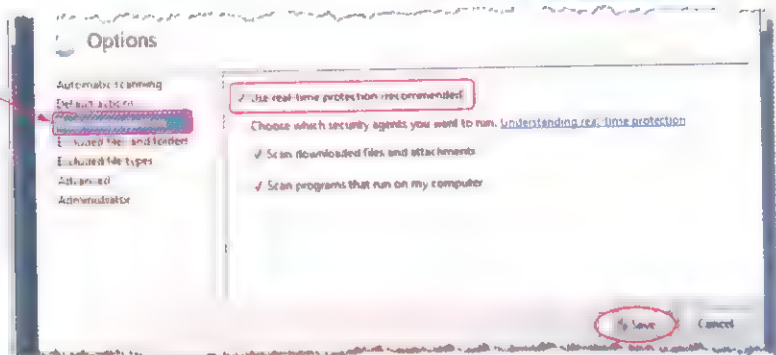 Options
Automatic scanning
Default actions
Excluded files and folders
Excluded file types
Advanced
Administrator
Use real-time protection (recommended)
Choose which security agents you want to run. Understanding real-time protection
Scan downloaded files and attachments
Scan programs that run on my computer
Save
Cancel